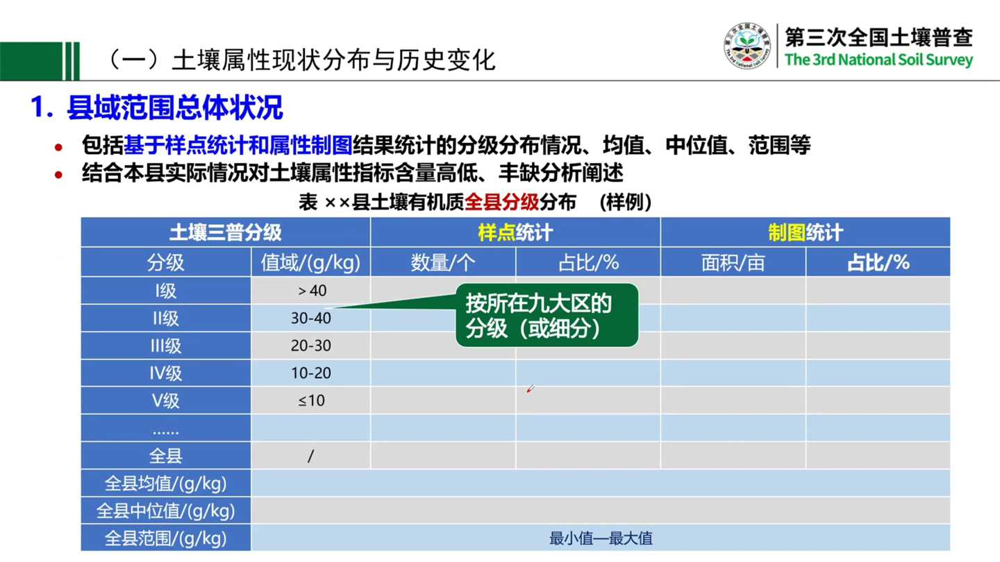 第三次全国土壤普查
The 3rd National Soil Survey
（一）土壤属性现状分布与历史变化
1. 县域范围总体状况
• 包括基于样点统计和属性制图结果统计的分级分布情况、均值、中位值、范围等
• 结合本县实际情况对土壤属性指标含量高低、丰缺分析阐述
表 ××县土壤有机质全县分级分布 (样例)
土壤三普分级 样点统计 制图统计
分级 值域/(g/kg) 数量/个 占比/% 面积/亩 占比/%
I级 > 40
按所在九大区的
分级（或细分）
II级 30-40
III级 20-30
IV级 10-20
V级 ≤10
……
全县 /
全县均值/(g/kg)
全县中位值/(g/kg)
全县范围/(g/kg) 最小值—最大值